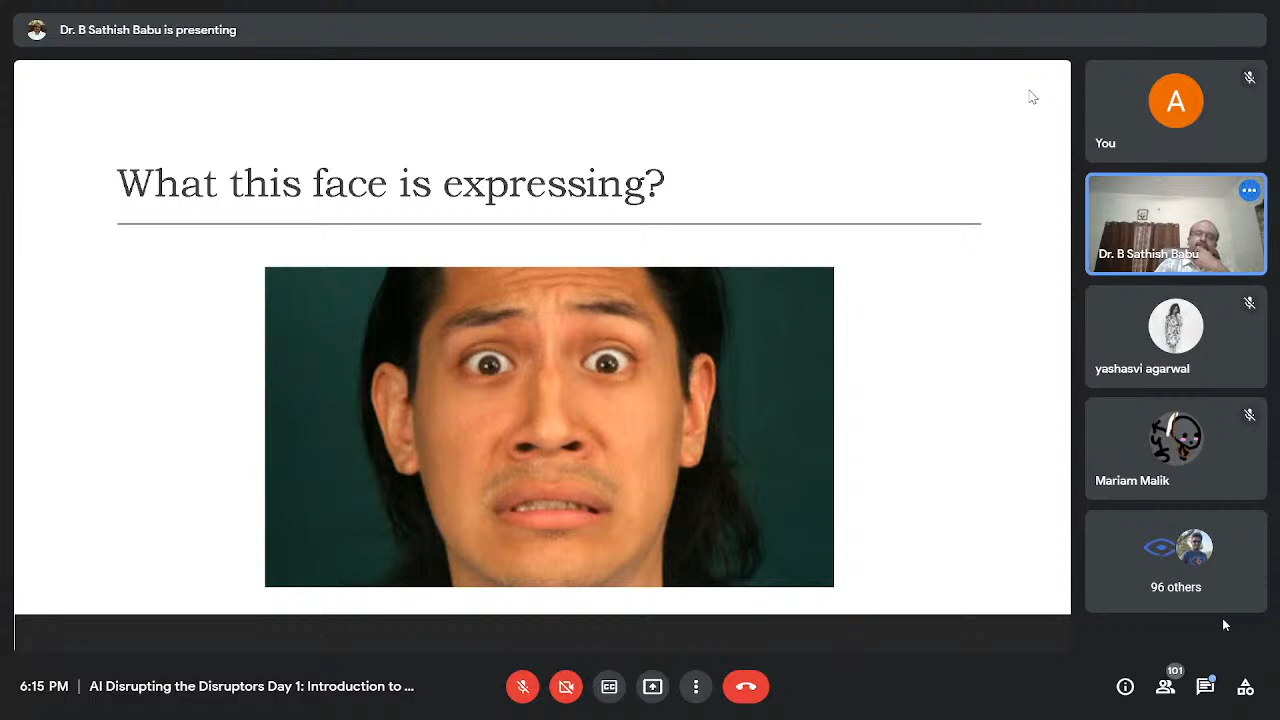 Dr. B Sathish Babu is presenting
What this face is expressing?
A
You
Dr. B Sathish Babu
yashasvi agarwal
Mariam Malik
96 others
6:15 PM | AI Disrupting the Disruptors Day 1: Introduction to ...
101